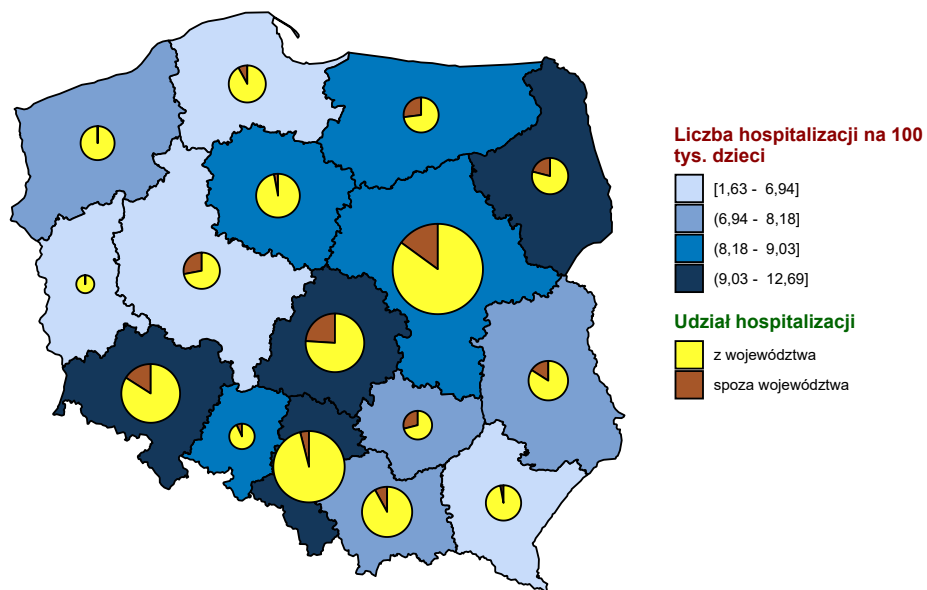 Liczba hospitalizacji na 100
tys. dzieci
[1,63 - 6,94]
(6,94 - 8,18]
(8,18 - 9,03]
(9,03 - 12,69]
Udział hospitalizacji
z województwa
spoza województwa